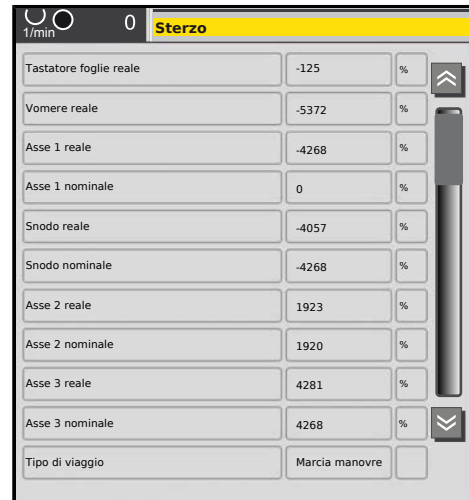 1/min 0 Sterzo
Tastatore foglie reale -125 %
Vomere reale -5372 %
Asse 1 reale -4268 %
Asse 1 nominale 0 %
Snodo reale -4057 %
Snodo nominale -4268 %
Asse 2 reale 1923 %
Asse 2 nominale 1920 %
Asse 3 reale 4281 %
Asse 3 nominale 4268 %
Tipo di viaggio Marcia manovre